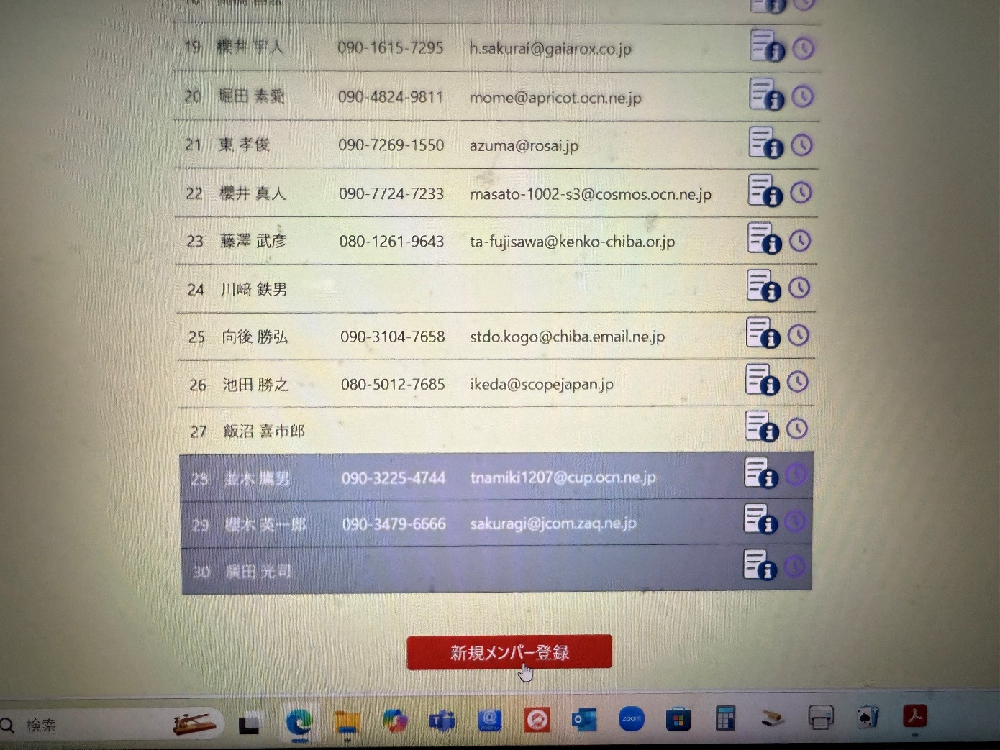 19 櫻井 宇人 090-1615-7295 h.sakurai@gaiarox.co.jp
20 堀田 素愛 090-4824-9811 mome@apricot.ocn.ne.jp
21 東 孝俊 090-7269-1550 azuma@rosai.jp
22 櫻井 真人 090-7724-7233 masato-1002-s3@cosmos.ocn.ne.jp
23 藤澤 武彦 080-1261-9643 ta-fujisawa@kenko-chiba.or.jp
24 川﨑 鉄男
25 向後 勝弘 090-3104-7658 stdo.kogo@chiba.email.ne.jp
26 池田 勝之 080-5012-7685 ikeda@scopejapan.jp
27 飯沼 喜市郎
28 並木 鷹男 090-3225-4744 tnamiki1207@cup.ocn.ne.jp
29 櫻木 英一郎 090-3479-6666 sakuragi@jcom.zaq.ne.jp
30 廣田 光司
新規メンバー登録
検索
zoom